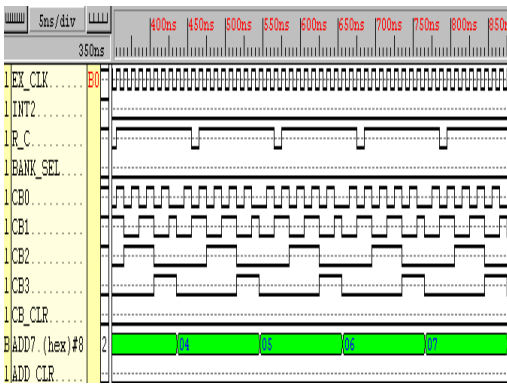 5ns/div
400ns 450ns 500ns 550ns 600ns 650ns 700ns 750ns 800ns 850n
350ns
1 EX_CLK....... B0
1 INT2.........
1 R_C..........
1 BANK_SEL.....
1 CB0..........
1 CB1..........
1 CB2..........
1 CB3..........
1 CB_CLR.......
B ADD7.(hex)#8 2 04 05 06 07
1 ADD_CLR......